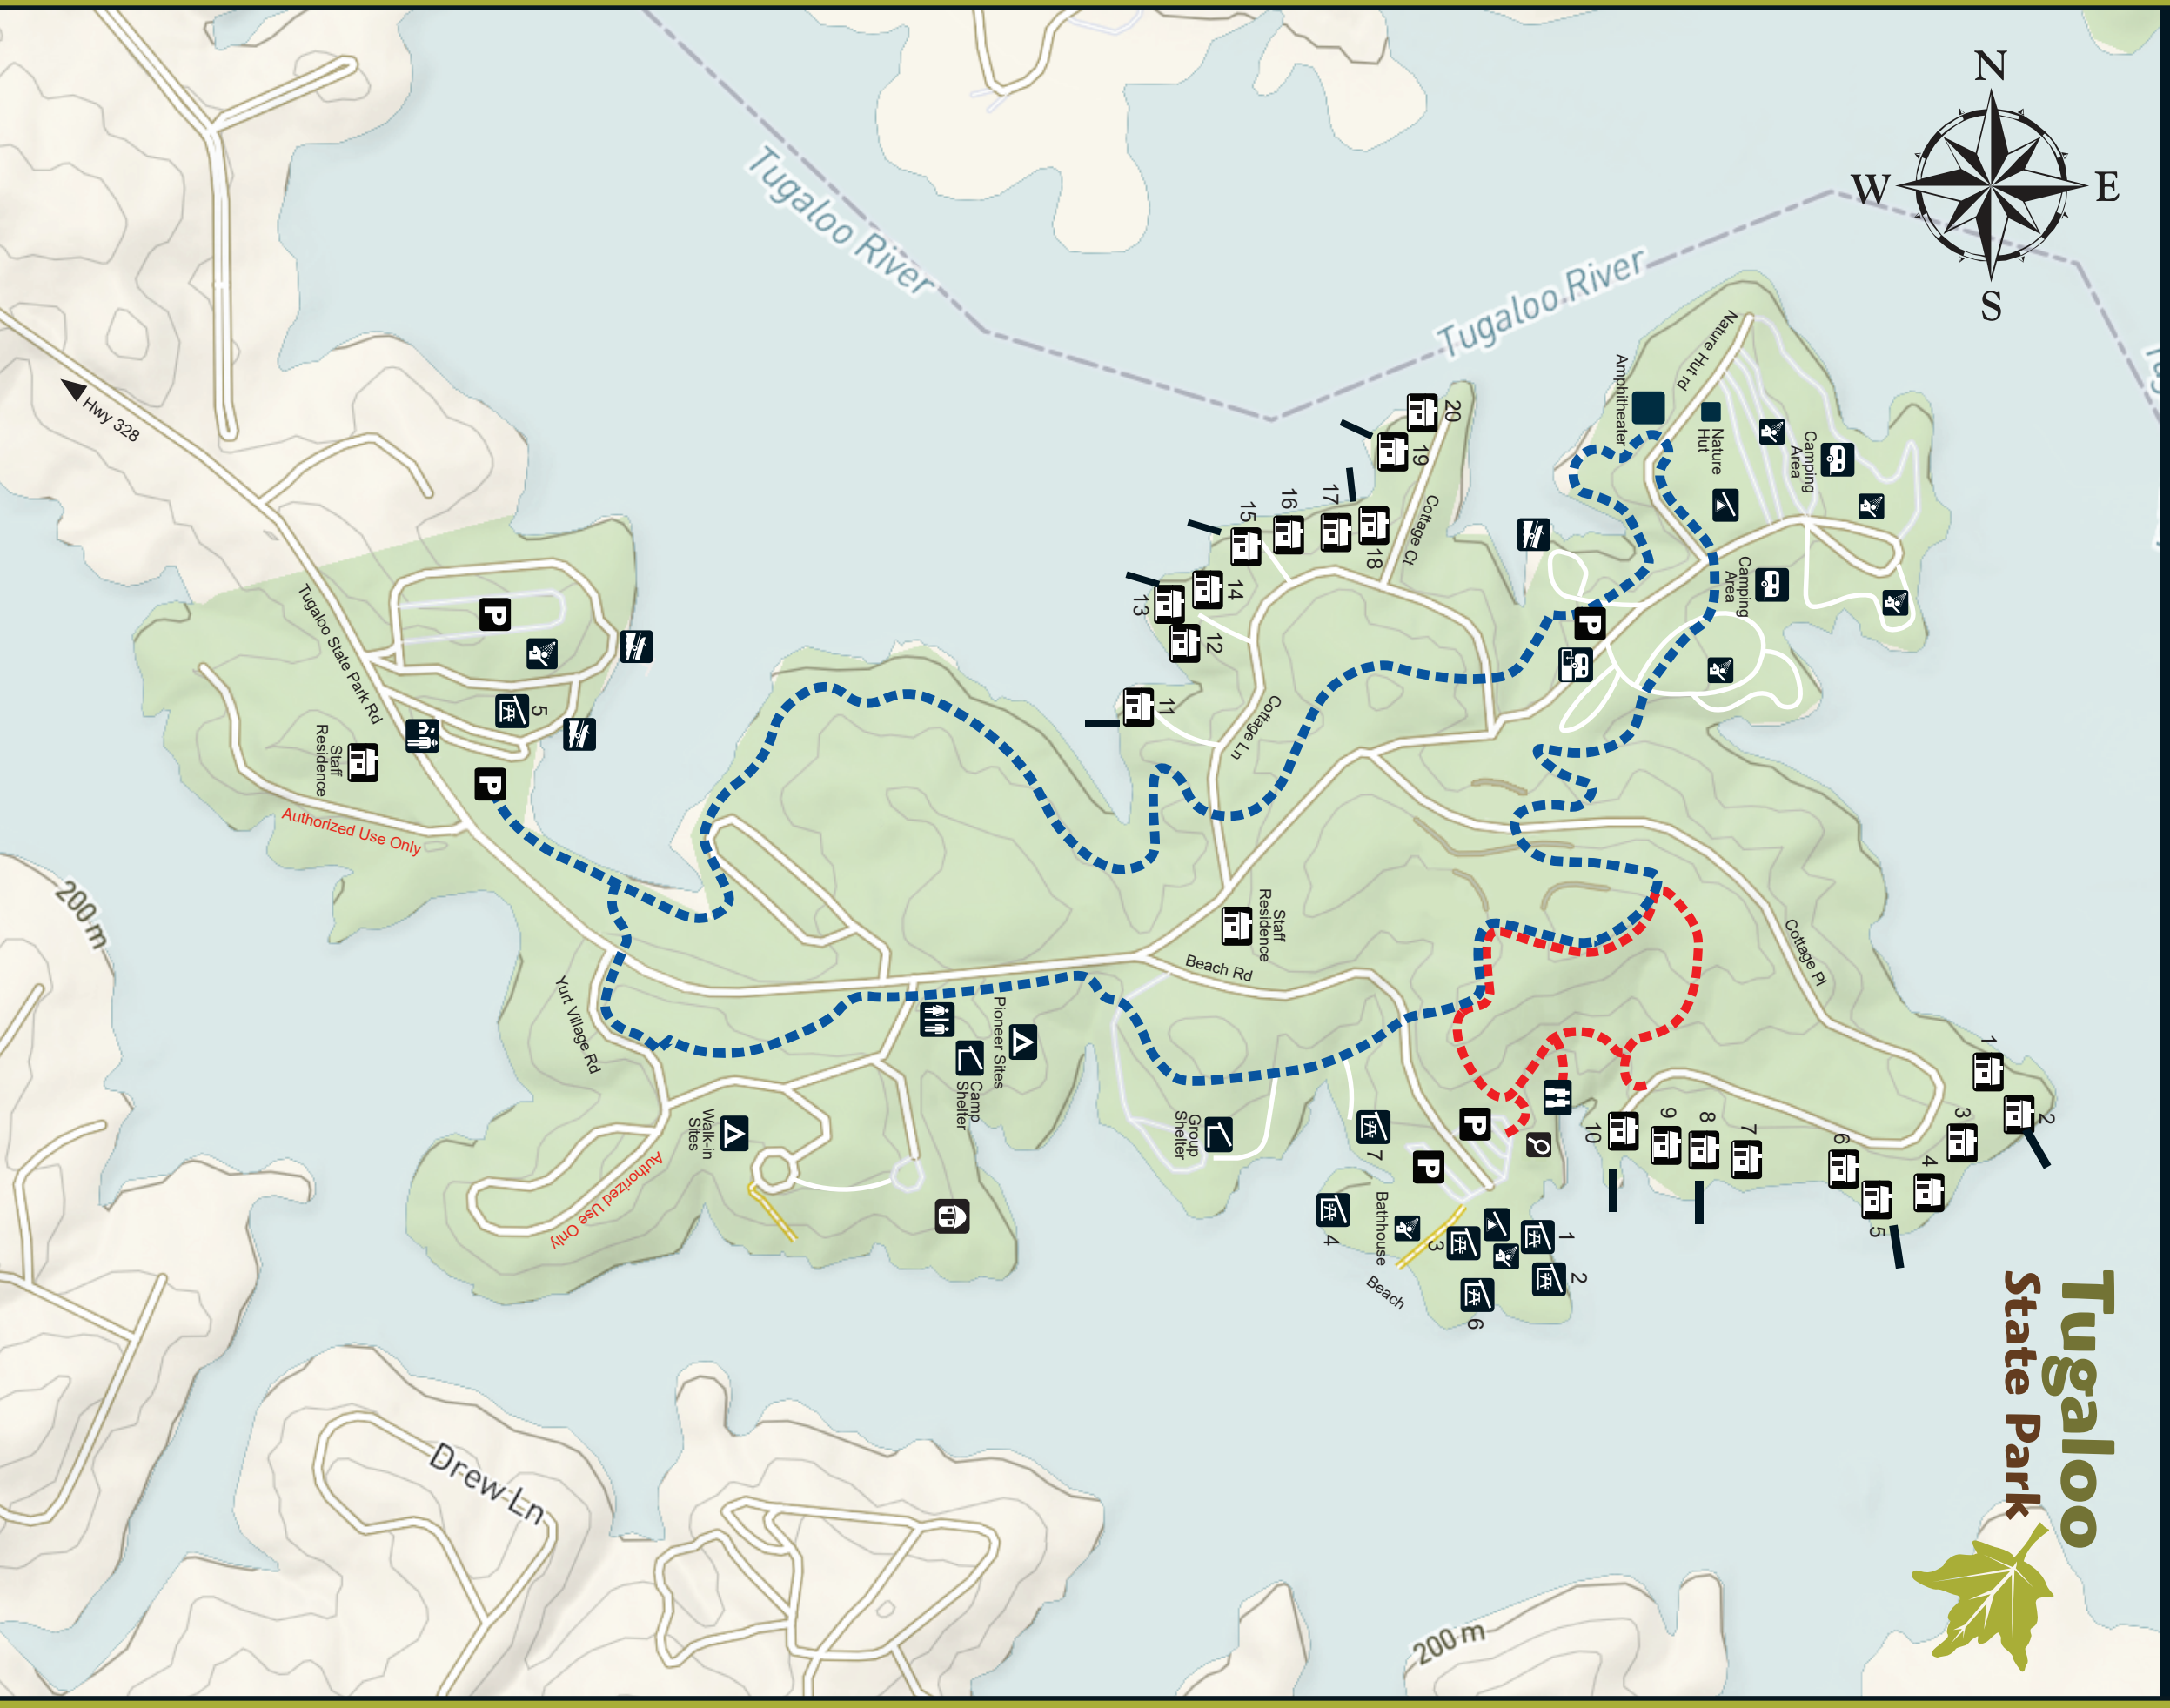 N
W
E
S
Tugaloo River
Tugaloo River
Hwy 328
Nature Hut rd
Amphitheater
Nature
Hut
Camping
Area
Camping
Area
20
19
Cottage Ct
18
17
16
15
14
13
12
11
Cottage Ln
Tugaloo State Park Rd
P
5
Staff
Residence
P
Authorized Use Only
200 m
P
Staff
Residence
Beach Rd
Cottage Pl
Yurt Village Rd
Pioneer Sites
Camp
Shelter
Walk-in
Sites
Authorized Use Only
Group
Shelter
1
2
3
4
5
6
7
8
9
10
P
P
7
4
Bathhouse
3
1
2
6
Beach
Tugaloo
State Park
Drew Ln
200 m